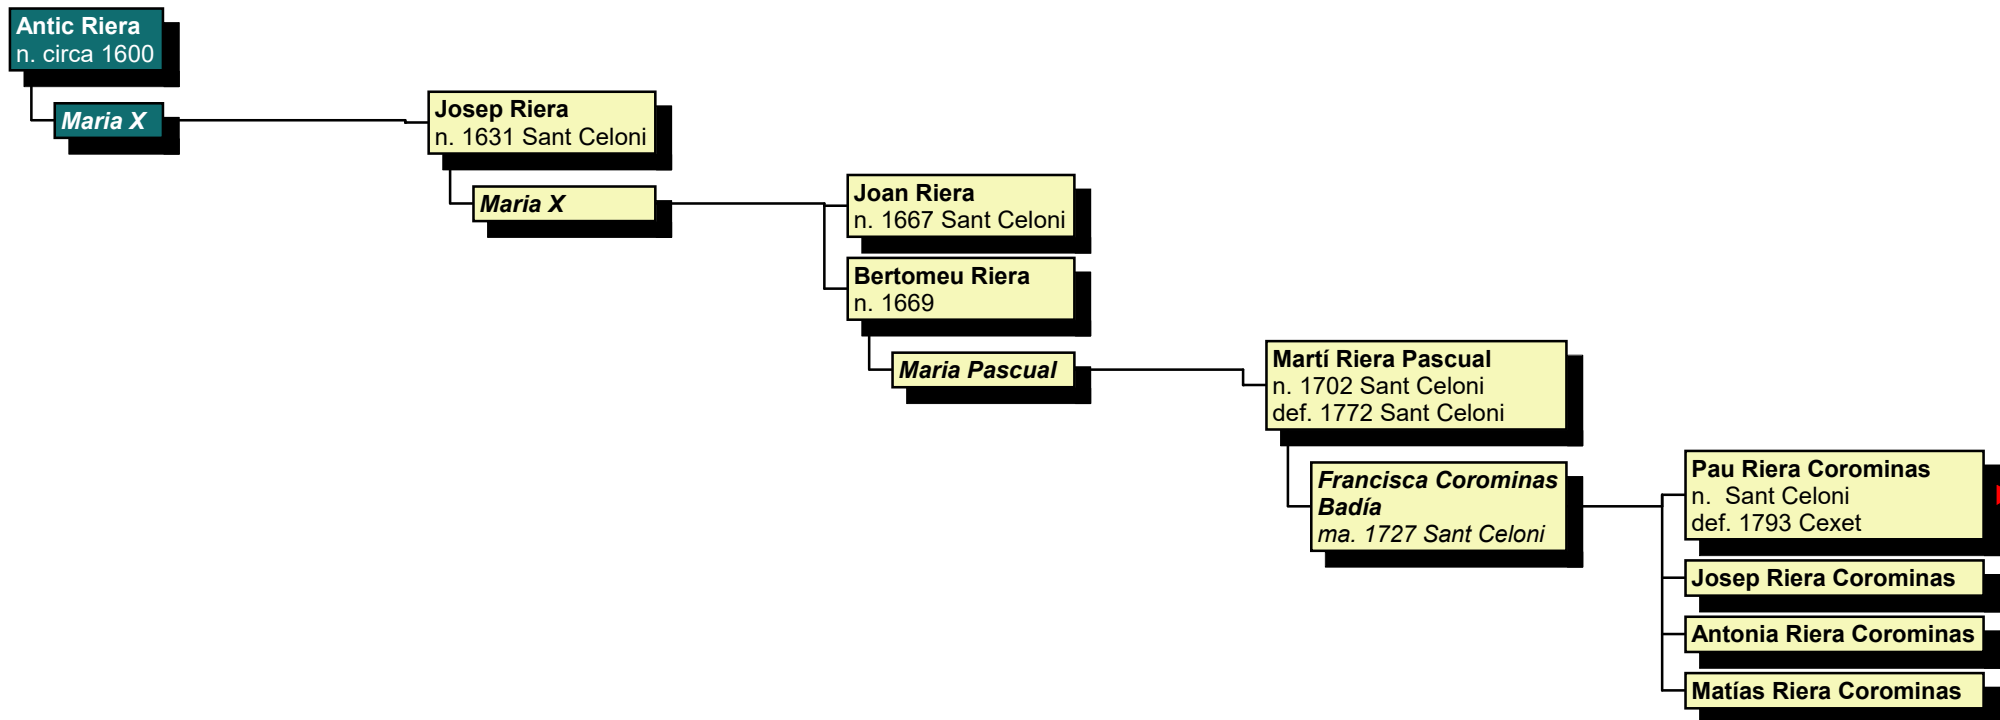 Antic Riera
n. circa 1600
Maria X
Josep Riera
n. 1631 Sant Celoni
Maria X
Joan Riera
n. 1667 Sant Celoni
Bertomeu Riera
n. 1669
Maria Pascual
Martí Riera Pascual
n. 1702 Sant Celoni
def. 1772 Sant Celoni
Francisca Corominas
Badía
ma. 1727 Sant Celoni
Pau Riera Corominas
n.  Sant Celoni
def. 1793 Cexet
Josep Riera Corominas
Antonia Riera Corominas
Matías Riera Corominas